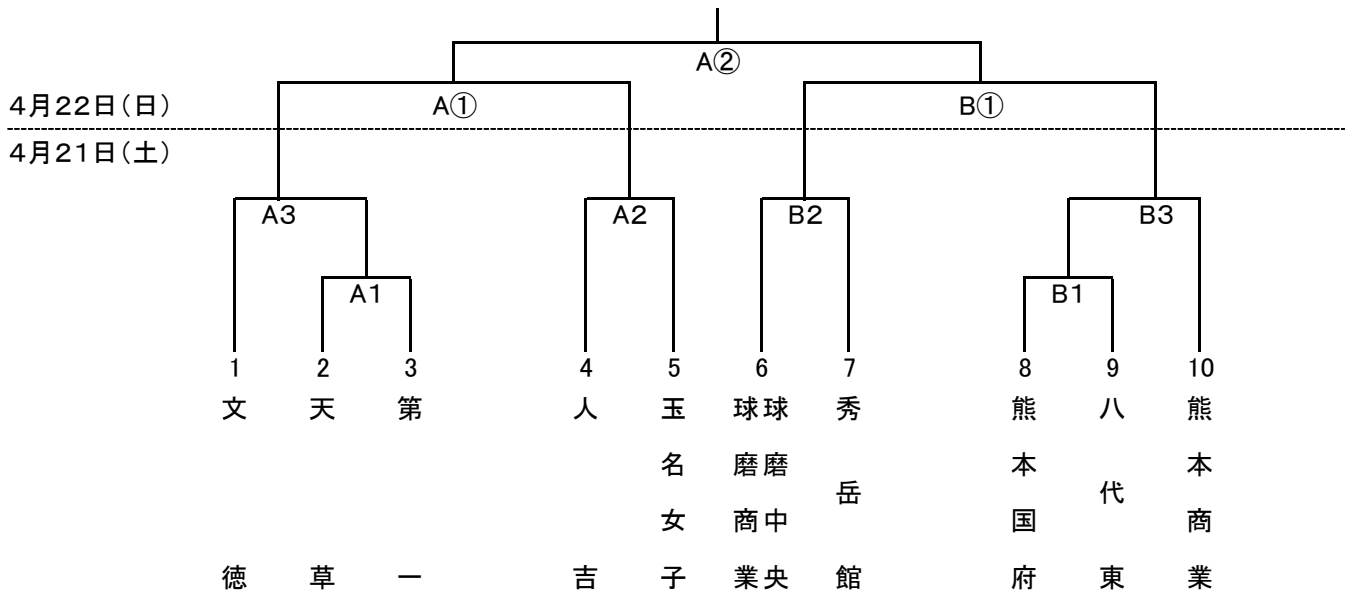 A②
4月22日(日)
A①
B①
4月21日(土)
A3
A2
B2
B3
A1
B1
1
2
3
4
5
6
7
8
9
10
文徳
天草
第一
人吉
玉名女子
球磨中央
球磨商業
秀岳館
熊本国府
八代東
熊本商業